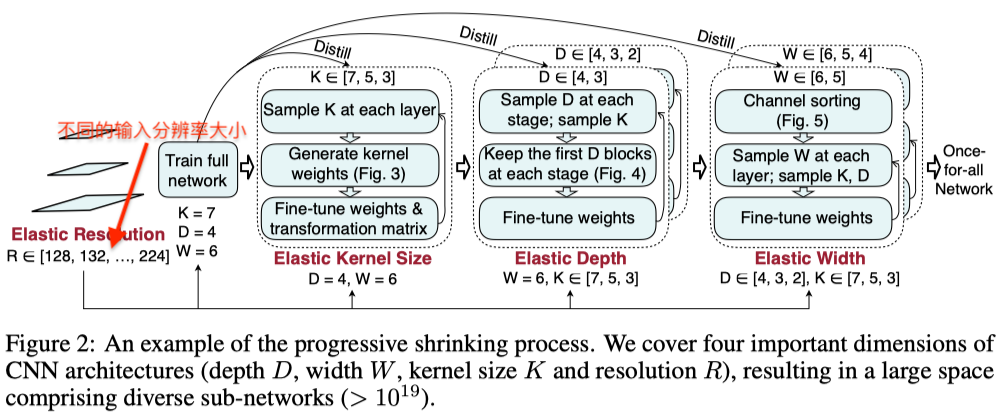 Distill
Distill
Distill
不同的输入分辨率大小
Elastic Resolution
R ∈ [128, 132, ..., 224]
Train full
network
K = 7
D = 4
W = 6
K ∈ [7, 5, 3]
Sample K at each layer
Generate kernel
weights (Fig. 3)
Fine-tune weights &
transformation matrix
Elastic Kernel Size
D = 4, W = 6
D ∈ [4, 3, 2]
D ∈ [4, 3]
Sample D at each
stage; sample K
Keep the first D blocks
at each stage (Fig. 4)
Fine-tune weights
Elastic Depth
W = 6, K ∈ [7, 5, 3]
W ∈ [6, 5, 4]
W ∈ [6, 5]
Channel sorting
(Fig. 5)
Sample W at each
layer; sample K, D
Fine-tune weights
Elastic Width
D ∈ [4, 3, 2], K ∈ [7, 5, 3]
Once-
for-all
Network
Figure 2: An example of the progressive shrinking process. We cover four important dimensions of
CNN architectures (depth D, width W, kernel size K and resolution R), resulting in a large space
comprising diverse sub-networks (> 10¹⁹).